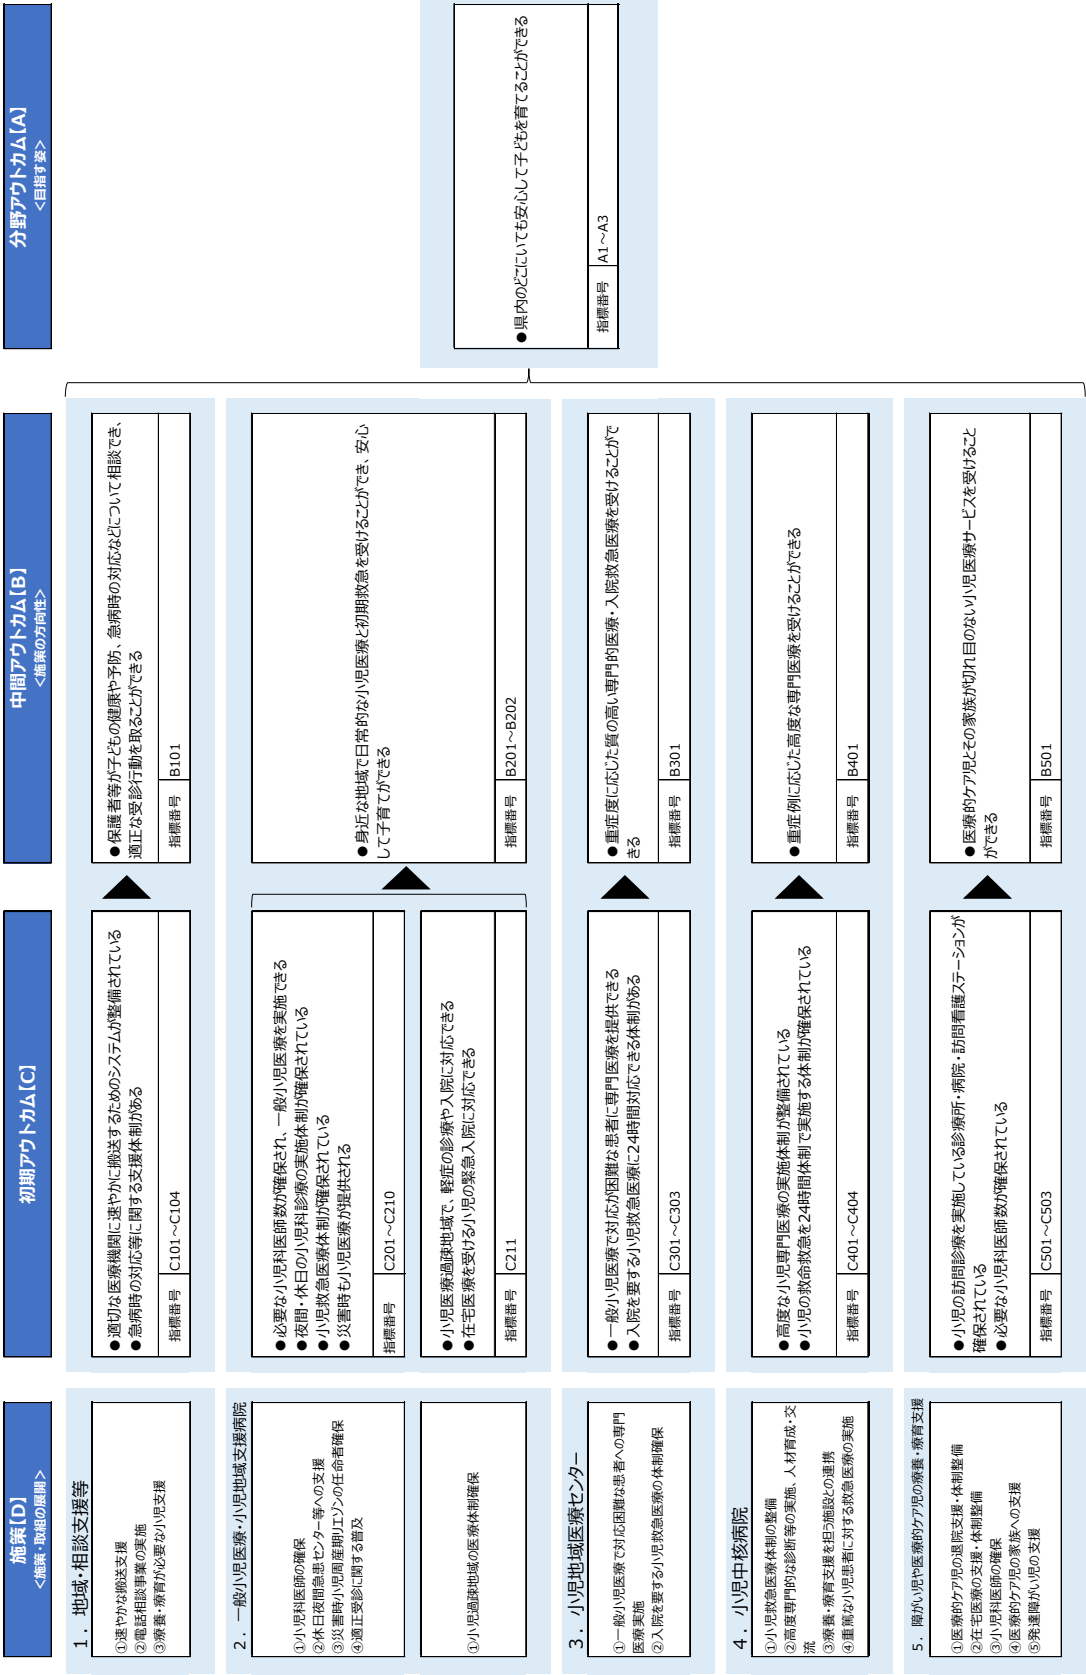 施策【D】
<施策・取組の展開>
初期アウトカム【C】
中間アウトカム【B】
<施策の方向性>
分野アウトカム【A】
<目指す姿>
1．地域・相談支援等
①速やかな搬送支援
②電話相談事業の実施
③療養・療育が必要な小児支援
●適切な医療機関に速やかに搬送するためのシステムが整備されている
●急病時の対応等に関する支援体制がある
指標番号 C101～C104
●保護者等が子どもの健康や予防、急病時の対応などについて相談でき、
適正な受診行動を取ることができる
指標番号 B101
2．一般小児医療・小児地域支援病院
①小児科医師の確保
②休日夜間急患センター等への支援
③災害時小児周産期リエゾンの任命者確保
④適正受診に関する普及
●必要な小児科医師数が確保され、一般小児医療を実施できる
●夜間・休日の小児科診療の実施体制が確保されている
●小児救急医療体制が確保されている
●災害時も小児医療が提供される
指標番号 C201～C210
①小児過疎地域の医療体制確保
●小児医療過疎地域で、軽症の診療や入院に対応できる
●在宅医療を受ける小児の緊急入院に対応できる
指標番号 C211
●身近な地域で日常的な小児医療と初期救急を受けることができ、安心
して子育てができる
指標番号 B201～B202
3．小児地域医療センター
①一般小児医療で対応困難な患者への専門
医療実施
②入院を要する小児救急医療の体制確保
●一般小児医療で対応が困難な患者に専門医療を提供できる
●入院を要する小児救急医療に24時間対応できる体制がある
指標番号 C301～C303
●重症度に応じた質の高い専門的医療・入院救急医療を受けることがで
きる
指標番号 B301
4．小児中核病院
①小児救急医療体制の整備
②高度専門的な診断等の実施、人材育成・交
流
③療養・療育支援を担う施設との連携
④重篤な小児患者に対する救急医療の実施
●高度な小児専門医療の実施体制が整備されている
●小児の救命救急を24時間体制で実施する体制が確保されている
指標番号 C401～C404
●重症例に応じた高度な専門医療を受けることができる
指標番号 B401
5．障がい児や医療的ケア児の療養・療育支援
①医療的ケア児の退院支援・体制整備
②在宅医療の支援・体制整備
③小児科医師の確保
④医療的ケア児の家族への支援
⑤発達障がい児の支援
●小児の訪問診療を実施している診療所・病院・訪問看護ステーションが
確保されている
●必要な小児科医師数が確保されている
指標番号 C501～C503
●医療的ケア児とその家族が切れ目のない小児医療サービスを受けること
ができる
指標番号 B501
●県内のどこにいても安心して子どもを育てることができる
指標番号 A1～A3